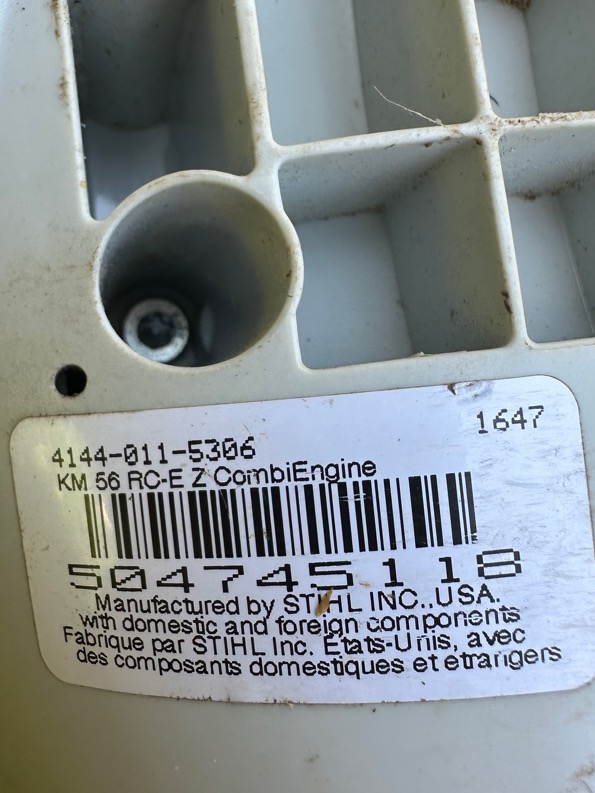 1647
4144-011-5306
KM 56 RC-E Z CombiEngine
504745118
Manufactured by STIHL INC..USA.
with domestic and foreign components
Fabrique par STIHL Inc. États-Unis, avec
des composants domestiques et etrangers